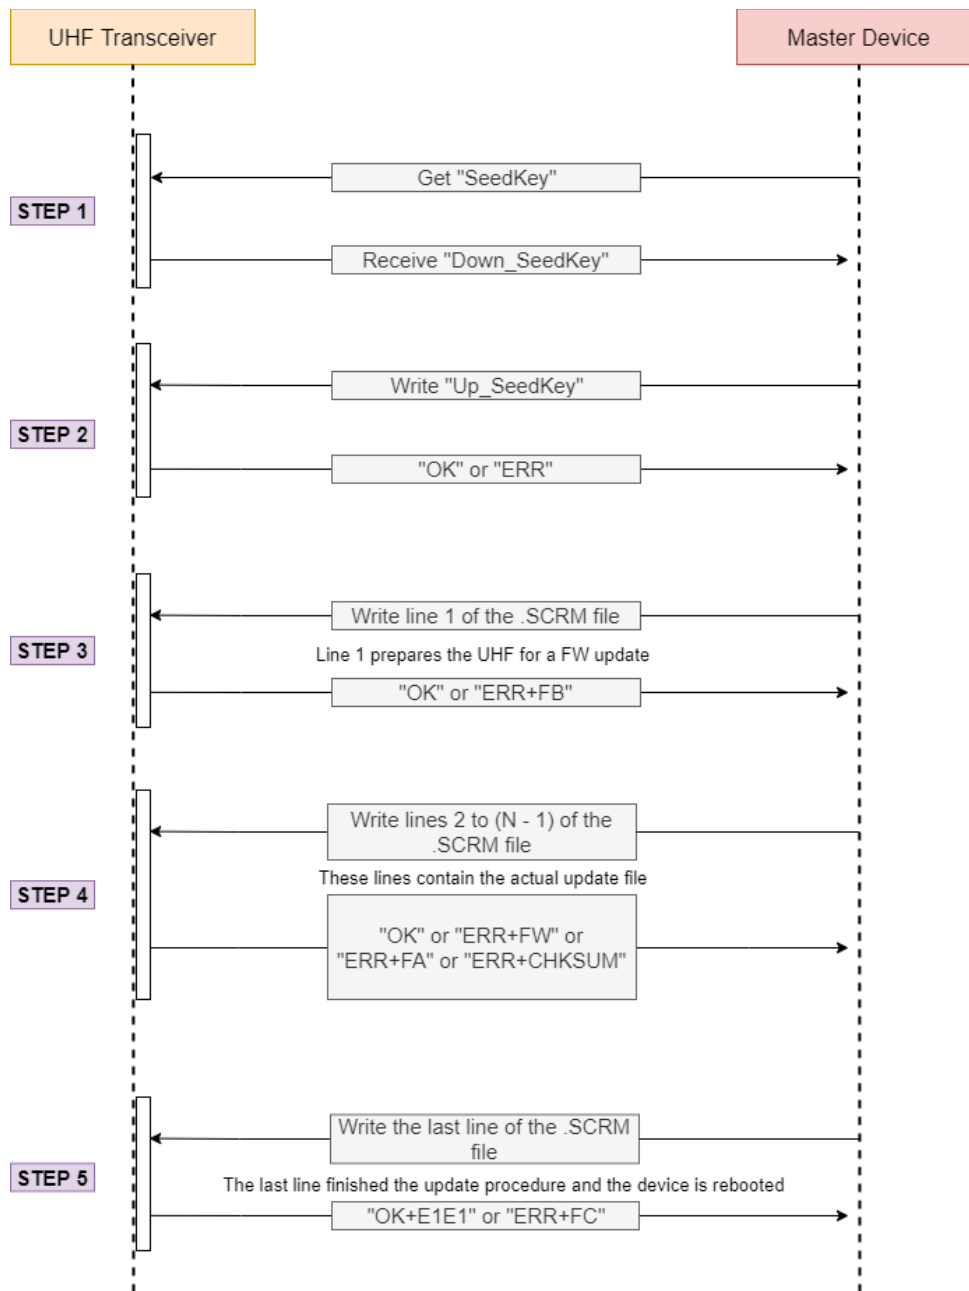 UHF Transceiver
Master Device
Get "SeedKey"
STEP 1
Receive "Down_SeedKey"
Write "Up_SeedKey"
STEP 2
"OK" or "ERR"
Write line 1 of the .SCRM file
STEP 3
Line 1 prepares the UHF for a FW update
"OK" or "ERR+FB"
Write lines 2 to (N - 1) of the
.SCRM file
These lines contain the actual update file
STEP 4
"OK" or "ERR+FW" or
"ERR+FA" or "ERR+CHKSUM"
Write the last line of the .SCRM
file
STEP 5
The last line finished the update procedure and the device is rebooted
"OK+E1E1" or "ERR+FC"